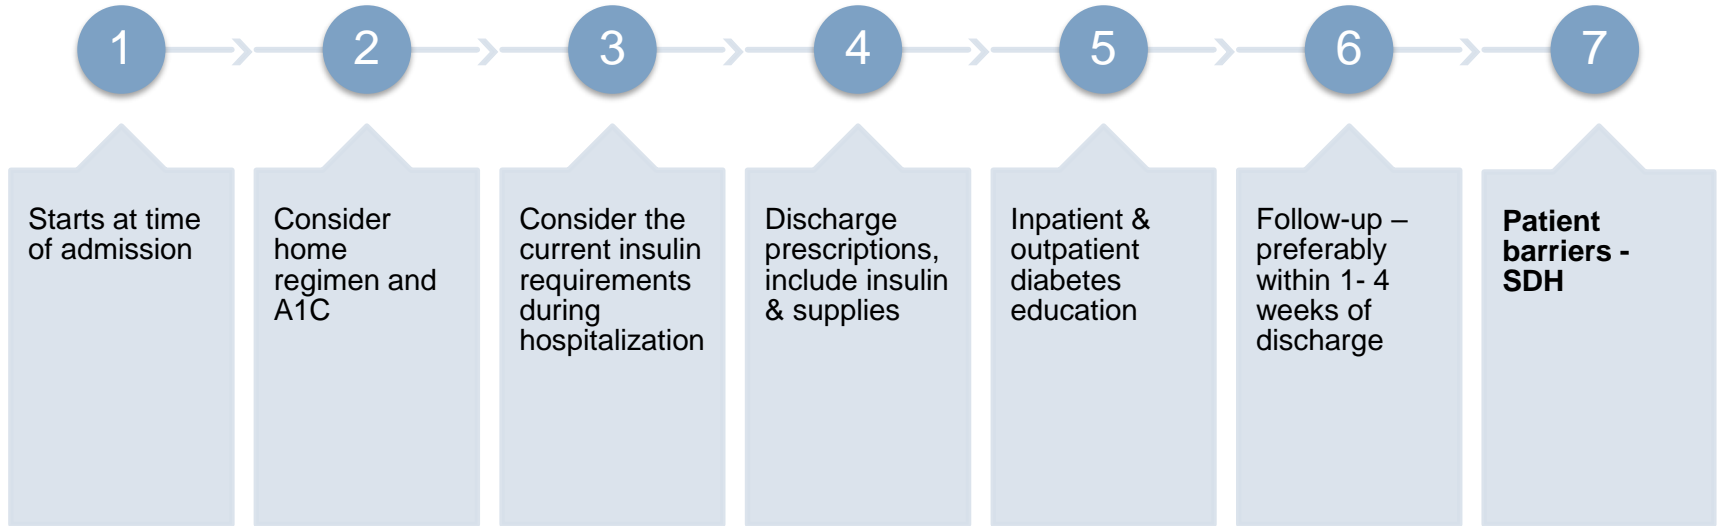 1
2
3
4
5
6
7
Starts at time
of admission
Consider
home
regimen and
A1C
Consider the
current insulin
requirements
during
hospitalization
Discharge
prescriptions,
include insulin
& supplies
Inpatient &
outpatient
diabetes
education
Follow-up –
preferably
within 1- 4
weeks of
discharge
Patient
barriers -
SDH